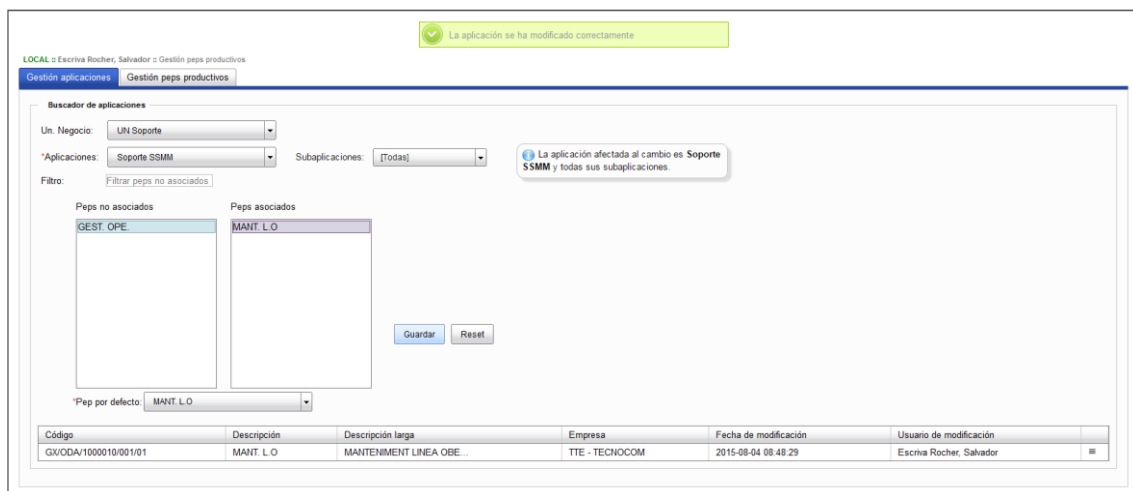 La aplicación se ha modificado correctamente
LOCAL :: Escriva Rocher, Salvador :: Gestión peps productivos
Gestión aplicaciones Gestión peps productivos
Buscador de aplicaciones
Un. Negocio: UN Soporte
*Aplicaciones: Soporte SSMM Subaplicaciones: [Todas]
La aplicación afectada al cambio es Soporte
SSMM y todas sus subaplicaciones.
Filtro: Filtrar peps no asociados
Peps no asociados Peps asociados
GEST. OPE. MANT. L.O
Guardar Reset
*Pep por defecto: MANT. L.O
Código Descripción Descripción larga Empresa Fecha de modificación Usuario de modificación
GX/ODA/1000010/001/01 MANT. L.O MANTENIMENT LINEA OBE... TTE - TECNOCOM 2015-08-04 08:48:29 Escriva Rocher, Salvador